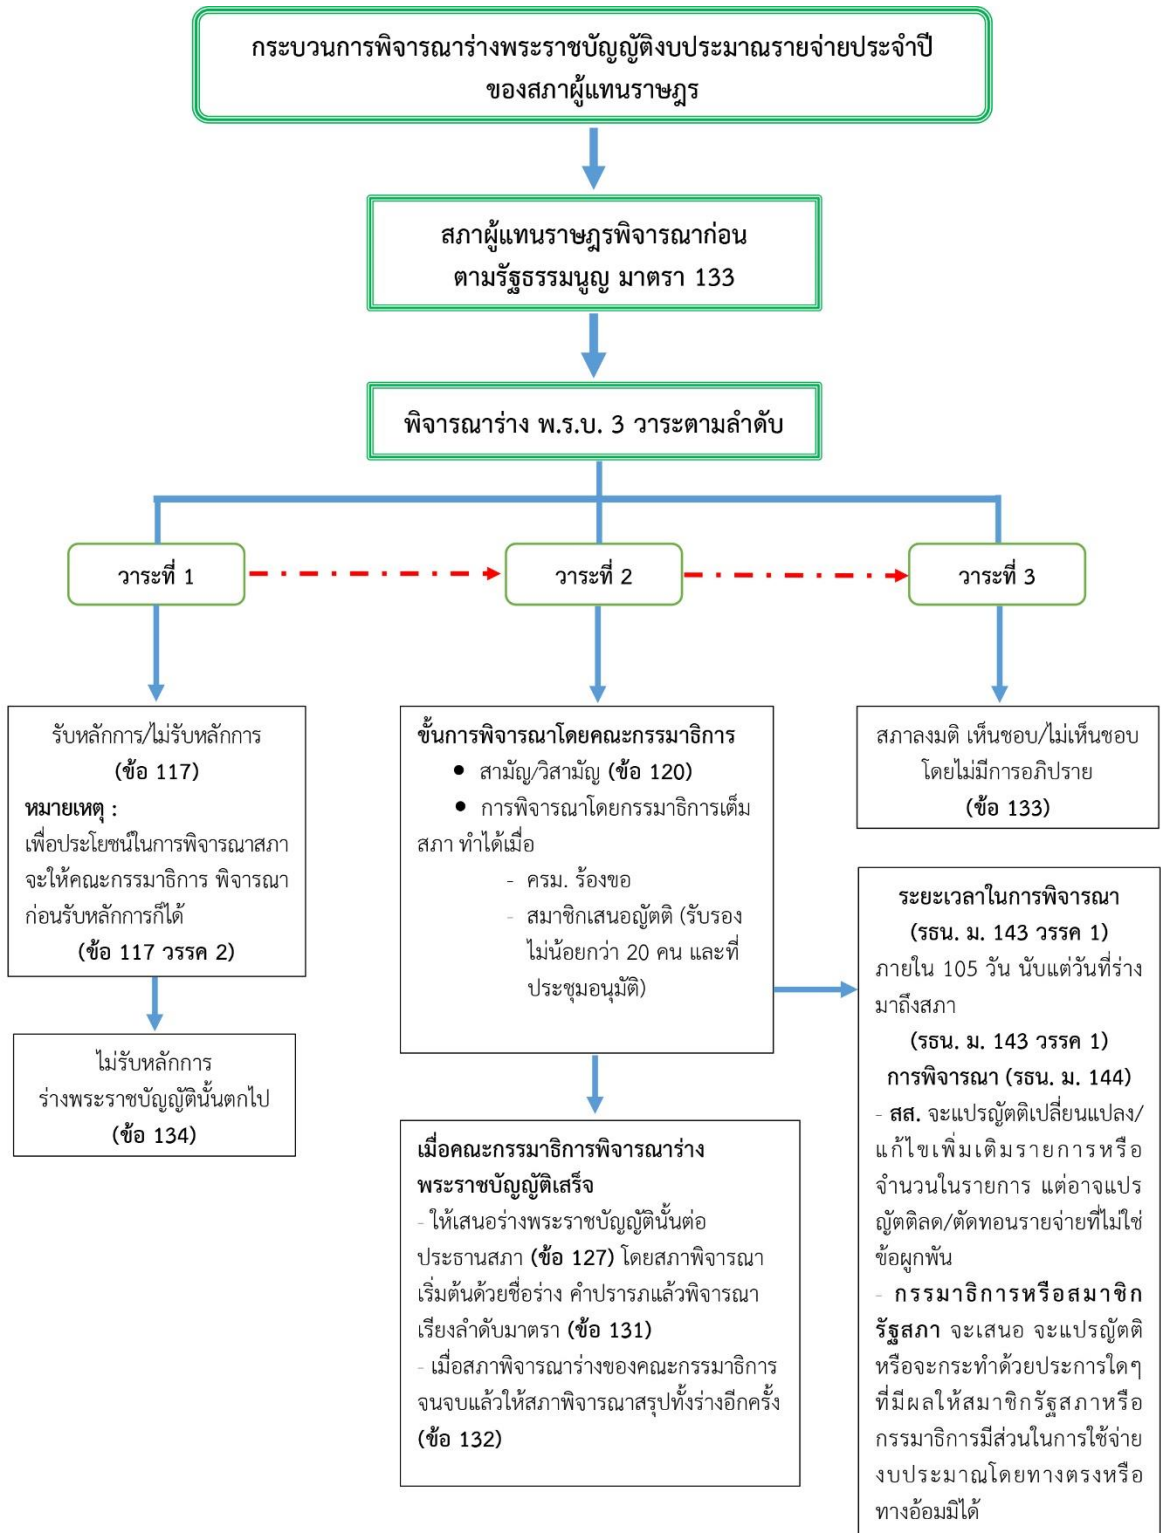 กระบวนการพิจารณาร่างพระราชบัญญัติงบประมาณรายจ่ายประจำปี
ของสภาผู้แทนราษฎร
สภาผู้แทนราษฎรพิจารณาก่อน
ตามรัฐธรรมนูญ มาตรา 133
พิจารณาร่าง พ.ร.บ. 3 วาระตามลำดับ
วาระที่ 1
วาระที่ 2
วาระที่ 3
รับหลักการ/ไม่รับหลักการ
(ข้อ 117)
หมายเหตุ :
เพื่อประโยชน์ในการพิจารณาสภา
จะให้คณะกรรมาธิการ พิจารณา
ก่อนรับหลักการก็ได้
(ข้อ 117 วรรค 2)
ไม่รับหลักการ
ร่างพระราชบัญญัตินั้นตกไป
(ข้อ 134)
ขั้นการพิจารณาโดยคณะกรรมาธิการ
● สามัญ/วิสามัญ (ข้อ 120)
● การพิจารณาโดยกรรมาธิการเต็ม
สภา ทำได้เมื่อ
- ครม. ร้องขอ
- สมาชิกเสนอญัตติ (รับรอง
ไม่น้อยกว่า 20 คน และที่
ประชุมอนุมัติ)
เมื่อคณะกรรมาธิการพิจารณาร่าง
พระราชบัญญัติเสร็จ
- ให้เสนอร่างพระราชบัญญัตินั้นต่อ
ประธานสภา (ข้อ 127) โดยสภาพิจารณา
เริ่มต้นด้วยชื่อร่าง คำปรารภแล้วพิจารณา
เรียงลำดับมาตรา (ข้อ 131)
- เมื่อสภาพิจารณาร่างของคณะกรรมาธิการ
จนจบแล้วให้สภาพิจารณาสรุปทั้งร่างอีกครั้ง
(ข้อ 132)
สภาลงมติ เห็นชอบ/ไม่เห็นชอบ
โดยไม่มีการอภิปราย
(ข้อ 133)
ระยะเวลาในการพิจารณา
(รธน. ม. 143 วรรค 1)
ภายใน 105 วัน นับแต่วันที่ร่าง
มาถึงสภา
(รธน. ม. 143 วรรค 1)
การพิจารณา (รธน. ม. 144)
- สส. จะแปรญัตติเปลี่ยนแปลง/
แก้ไขเพิ่มเติมรายการหรือ
จำนวนในรายการ แต่อาจแปร
ญัตติลด/ตัดทอนรายจ่ายที่ไม่ใช่
ข้อผูกพัน
- กรรมาธิการหรือสมาชิก
รัฐสภา จะเสนอ จะแปรญัตติ
หรือจะกระทำด้วยประการใดๆ
ที่มีผลให้สมาชิกรัฐสภาหรือ
กรรมาธิการมีส่วนในการใช้จ่าย
งบประมาณโดยทางตรงหรือ
ทางอ้อมมิได้